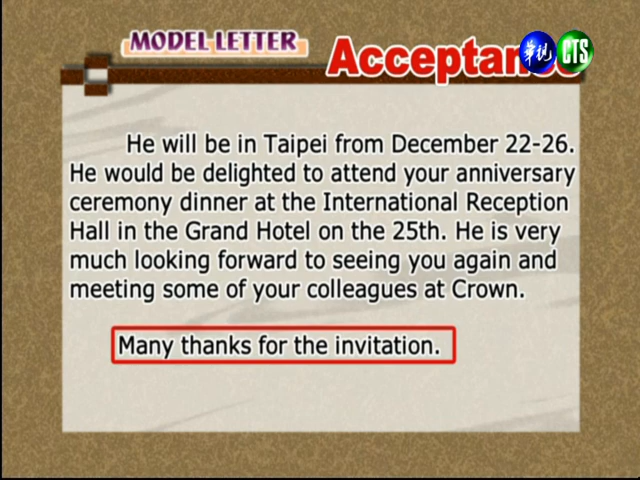 MODEL LETTER
Acceptance
華視 CTS
He will be in Taipei from December 22-26.
He would be delighted to attend your anniversary
ceremony dinner at the International Reception
Hall in the Grand Hotel on the 25th. He is very
much looking forward to seeing you again and
meeting some of your colleagues at Crown.
Many thanks for the invitation.